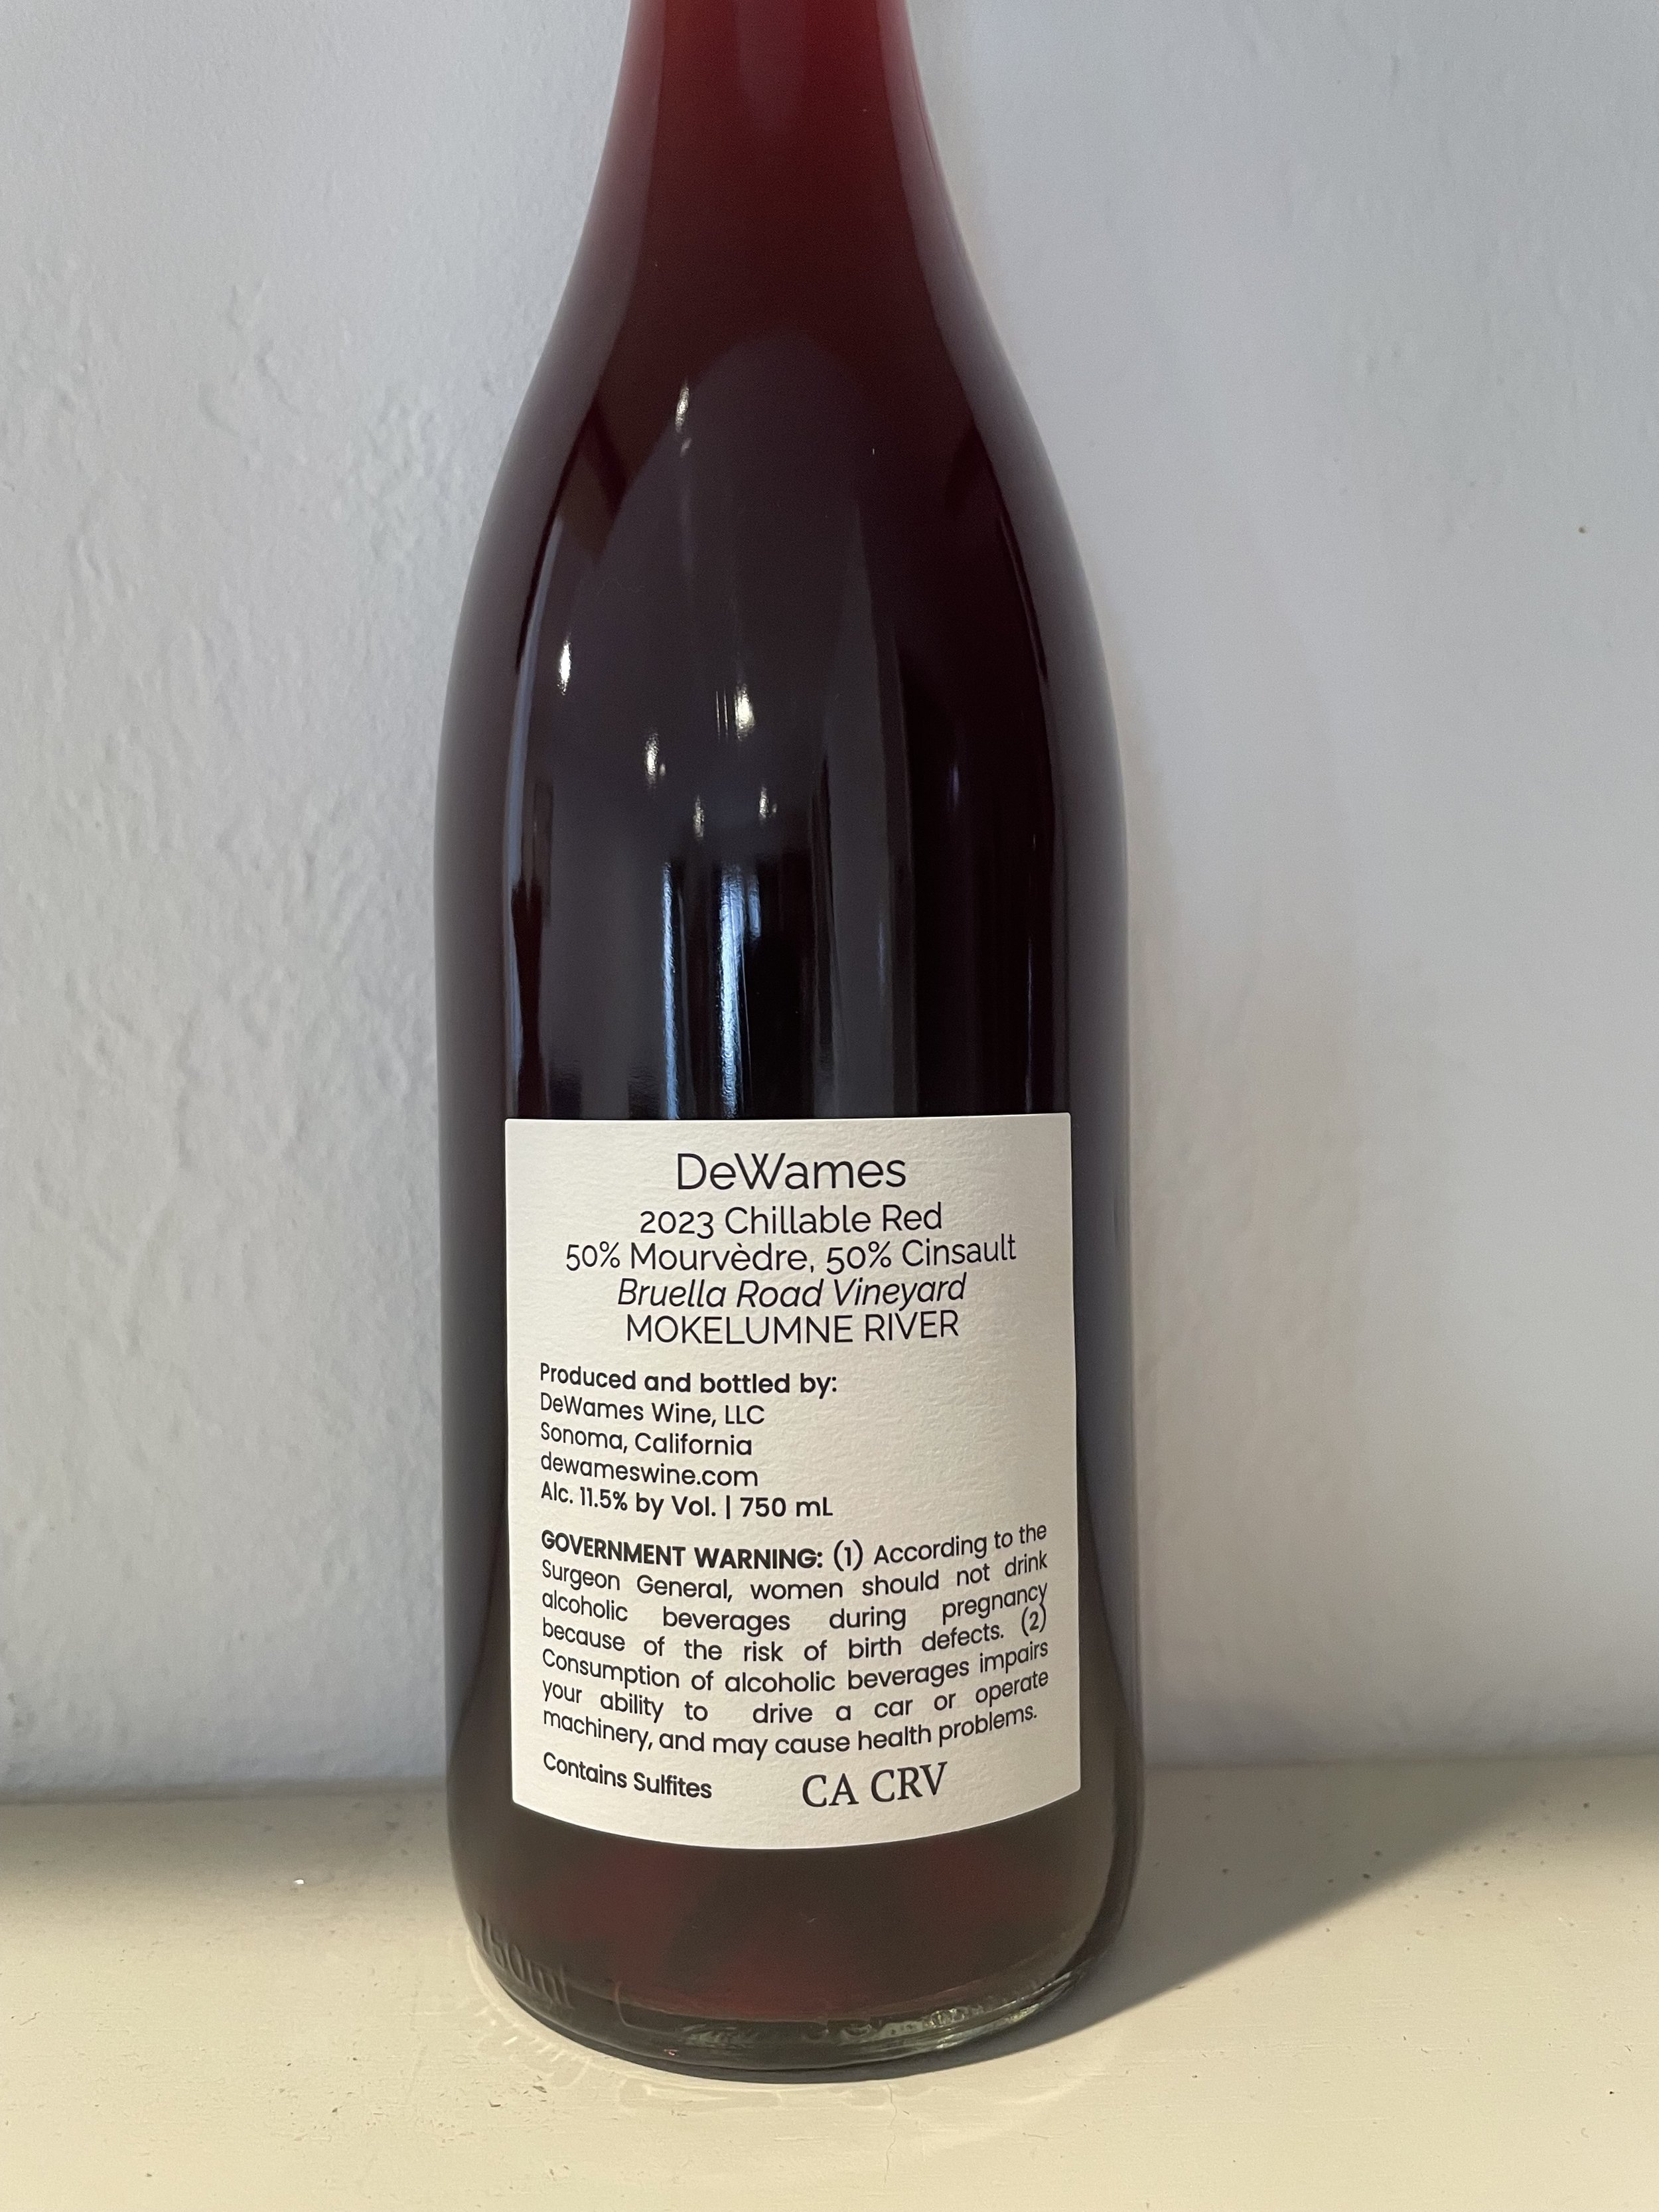 DeWames
2023 Chillable Red
50% Mourvèdre, 50% Cinsault
Bruella Road Vineyard
MOKELUMNE RIVER
Produced and bottled by:
DeWames Wine, LLC
Sonoma, California
dewameswine.com
Alc. 11.5% by Vol. | 750 mL
GOVERNMENT WARNING: (1) According to the
Surgeon General, women should not drink
alcoholic beverages during pregnancy
because of the risk of birth defects. (2)
Consumption of alcoholic beverages impairs
your ability to drive a car or operate
machinery, and may cause health problems.
Contains Sulfites CA CRV
750ml